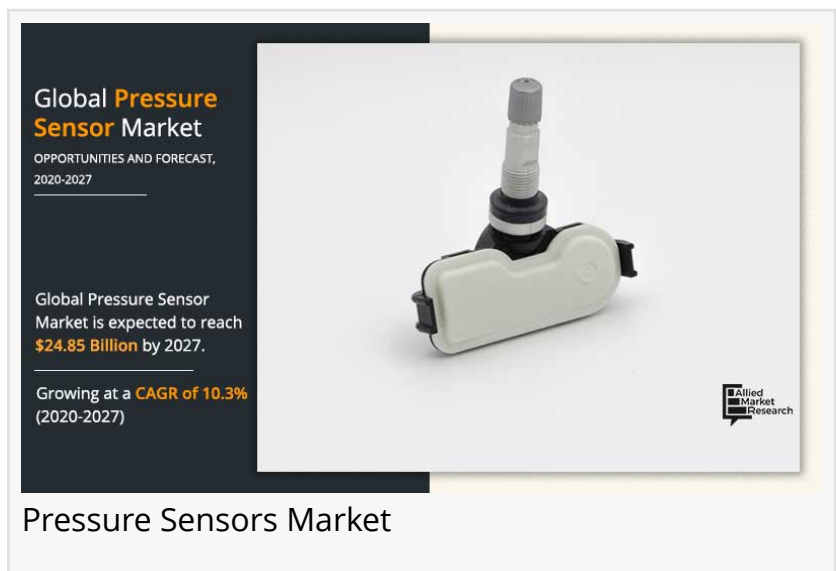 Global Pressure
Sensor Market
OPPORTUNITIES AND FORECAST,
2020-2027
Global Pressure Sensor
Market is expected to reach
$24.85 Billion by 2027.
Growing at a CAGR of 10.3%
(2020-2027)
Allied
Market
Research
Pressure Sensors Market